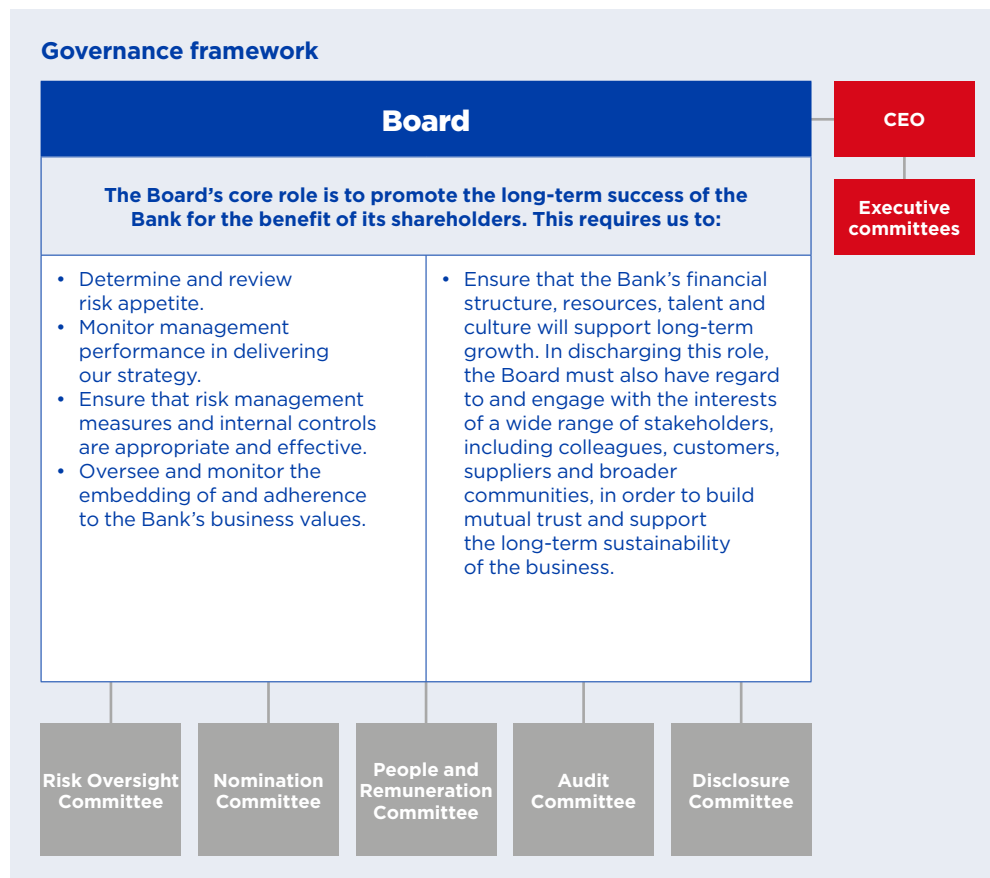 Governance framework
Board
CEO
Executive
committees
The Board’s core role is to promote the long-term success of the
Bank for the benefit of its shareholders. This requires us to:
• Determine and review
risk appetite.
• Monitor management
performance in delivering
our strategy.
• Ensure that risk management
measures and internal controls
are appropriate and effective.
• Oversee and monitor the
embedding of and adherence
to the Bank’s business values.
• Ensure that the Bank’s financial
structure, resources, talent and
culture will support long-term
growth. In discharging this role,
the Board must also have regard
to and engage with the interests
of a wide range of stakeholders,
including colleagues, customers,
suppliers and broader
communities, in order to build
mutual trust and support
the long-term sustainability
of the business.
Risk Oversight
Committee
Nomination
Committee
People and
Remuneration
Committee
Audit
Committee
Disclosure
Committee